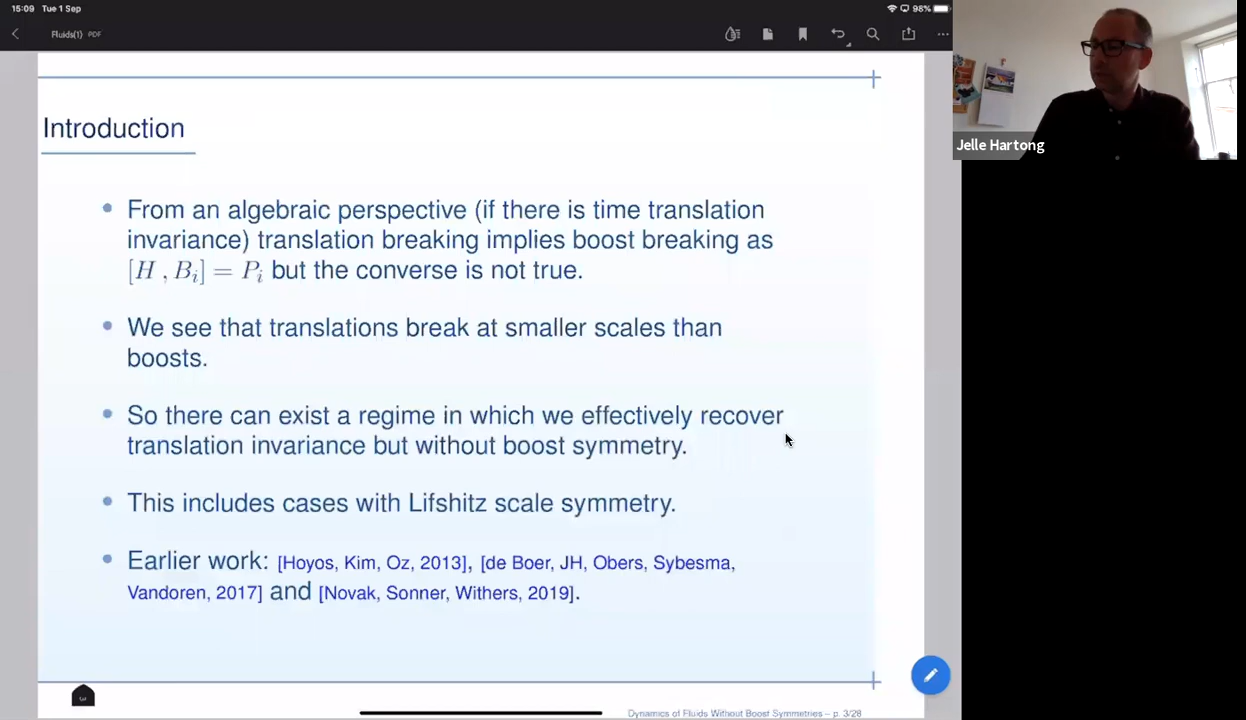 15:09 Tue 1 Sep
98%
Fluids(1) PDF
Jelle Hartong
Introduction
• From an algebraic perspective (if there is time translation
invariance) translation breaking implies boost breaking as
[H , B_i] = P_i but the converse is not true.
• We see that translations break at smaller scales than
boosts.
• So there can exist a regime in which we effectively recover
translation invariance but without boost symmetry.
• This includes cases with Lifshitz scale symmetry.
• Earlier work: [Hoyos, Kim, Oz, 2013], [de Boer, JH, Obers, Sybesma,
Vandoren, 2017] and [Novak, Sonner, Withers, 2019].
Dynamics of Fluids Without Boost Symmetries – p. 3/28